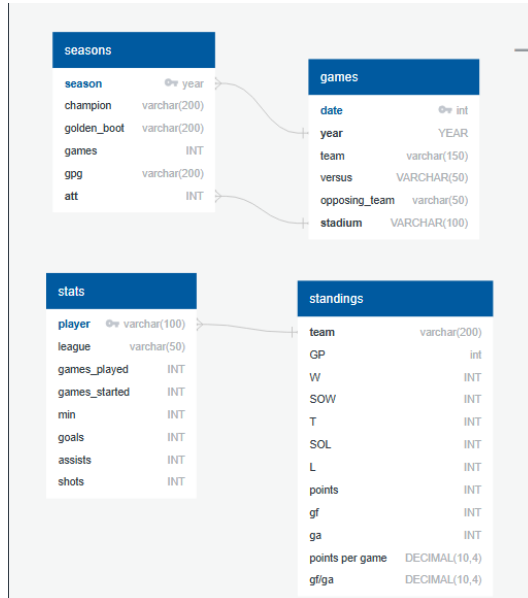 seasons
season year
champion varchar(200)
golden_boot varchar(200)
games INT
gpg varchar(200)
att INT
games
date int
year YEAR
team varchar(150)
versus VARCHAR(50)
opposing_team varchar(50)
stadium VARCHAR(100)
stats
player varchar(100)
league varchar(50)
games_played INT
games_started INT
min INT
goals INT
assists INT
shots INT
standings
team varchar(200)
GP int
W INT
SOW INT
T INT
SOL INT
L INT
points INT
gf INT
ga INT
points per game DECIMAL(10,4)
gf/ga DECIMAL(10,4)